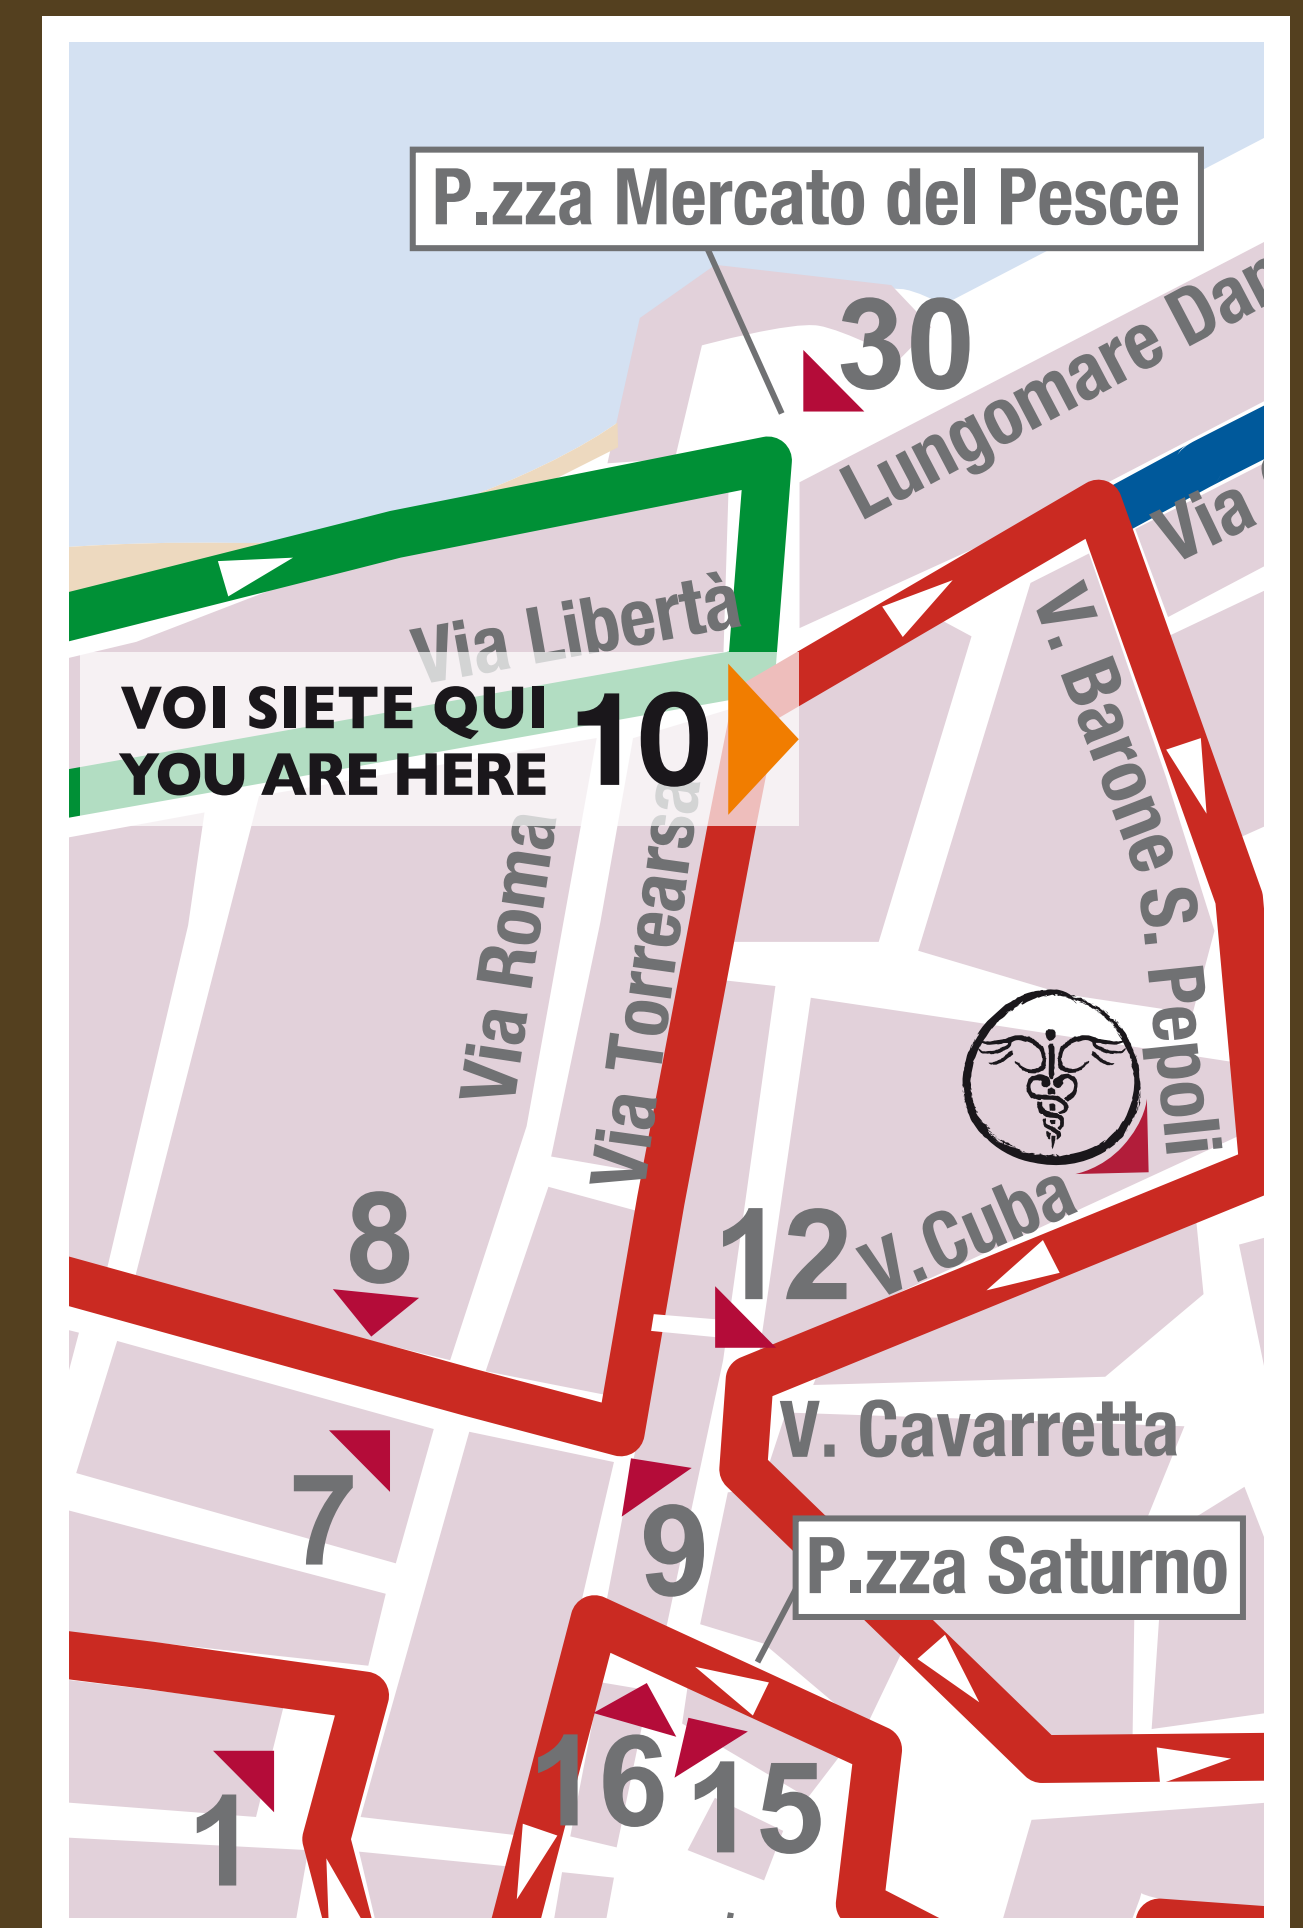 P.zza Mercato del Pesce
30
Lungomare Dan
Via
Via Libertà
VOI SIETE QUI
YOU ARE HERE
10
V. Barone S. Pepoli
Via Roma
Via Torrearsa
8
12
V.Cuba
V. Cavarretta
7
9
P.zza Saturno
16
15
1